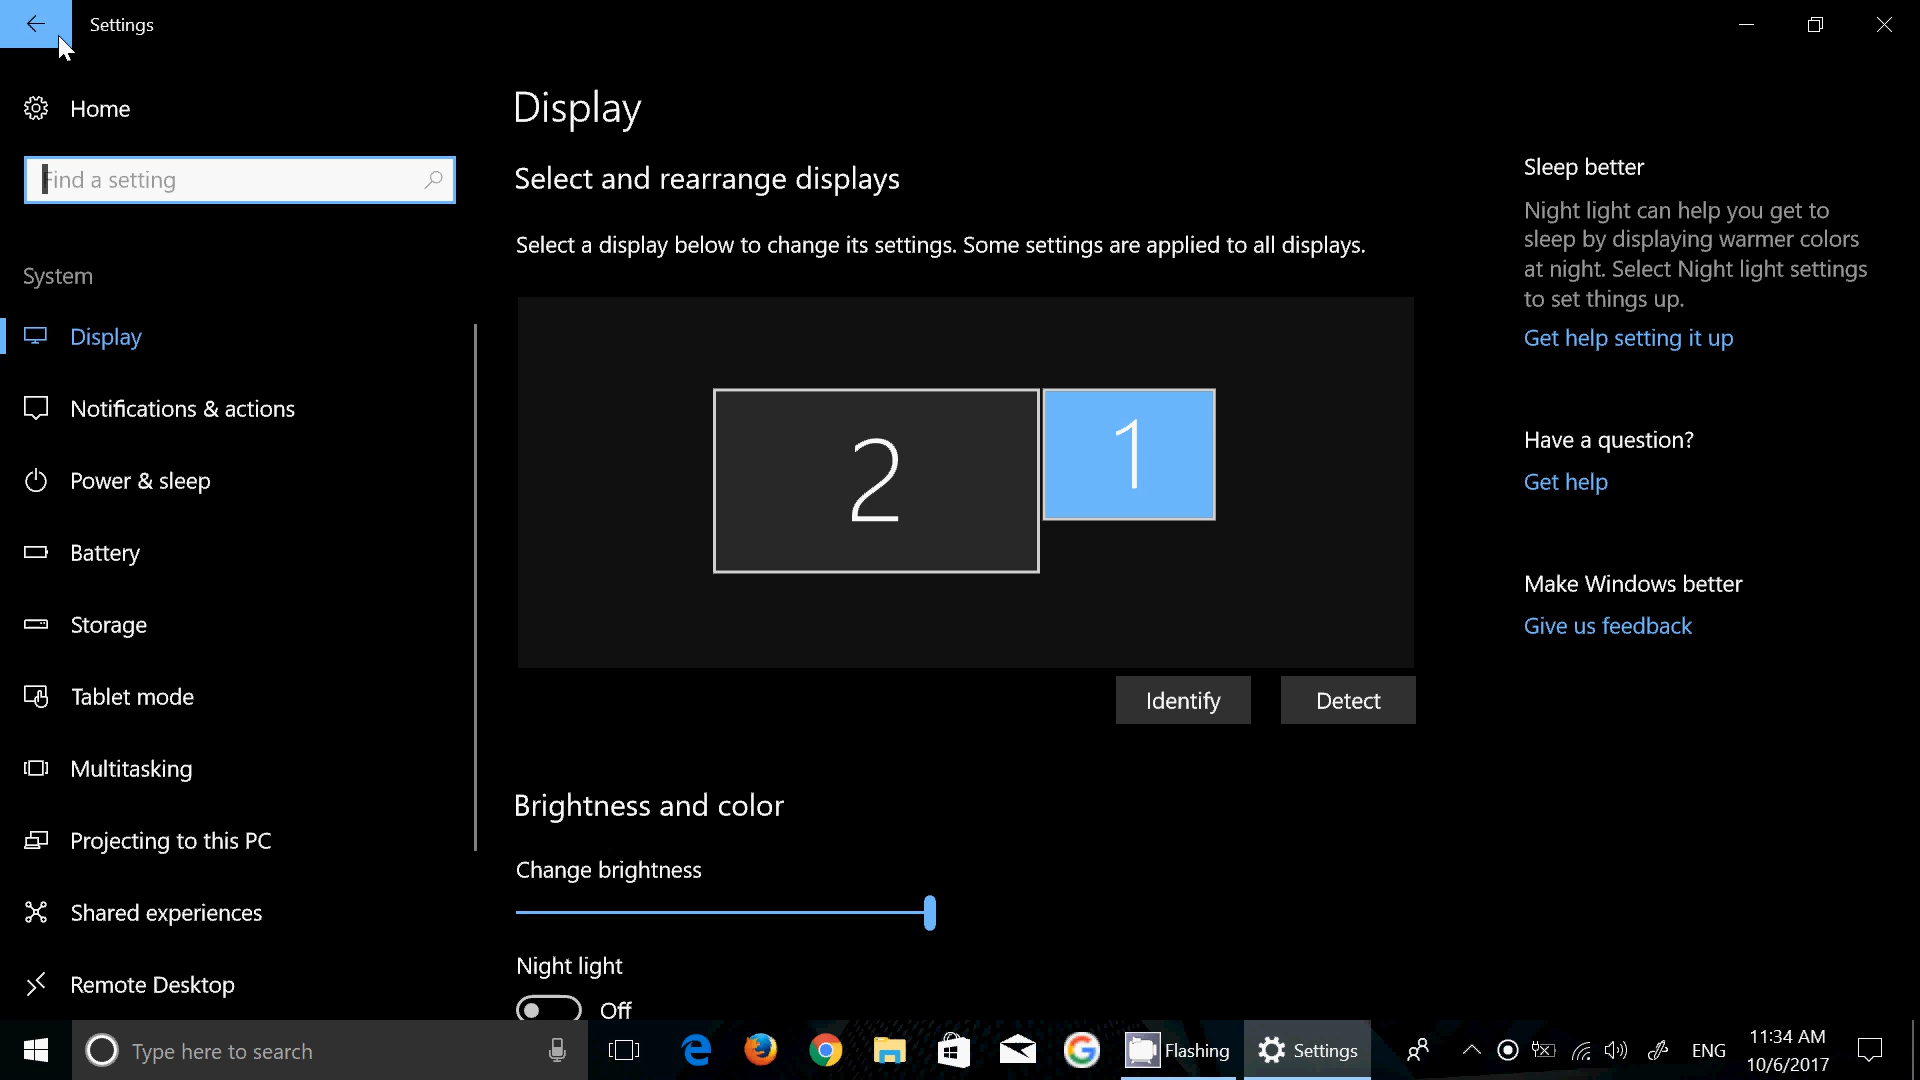 Settings
Home
Find a setting
System
Display
Notifications & actions
Power & sleep
Battery
Storage
Tablet mode
Multitasking
Projecting to this PC
Shared experiences
Remote Desktop
Display
Select and rearrange displays
Select a display below to change its settings. Some settings are applied to all displays.
2
1
Identify
Detect
Brightness and color
Change brightness
Night light
Off
Sleep better
Night light can help you get to
sleep by displaying warmer colors
at night. Select Night light settings
to set things up.
Get help setting it up
Have a question?
Get help
Make Windows better
Give us feedback
Type here to search
Flashing
Settings
ENG
11:34 AM
10/6/2017